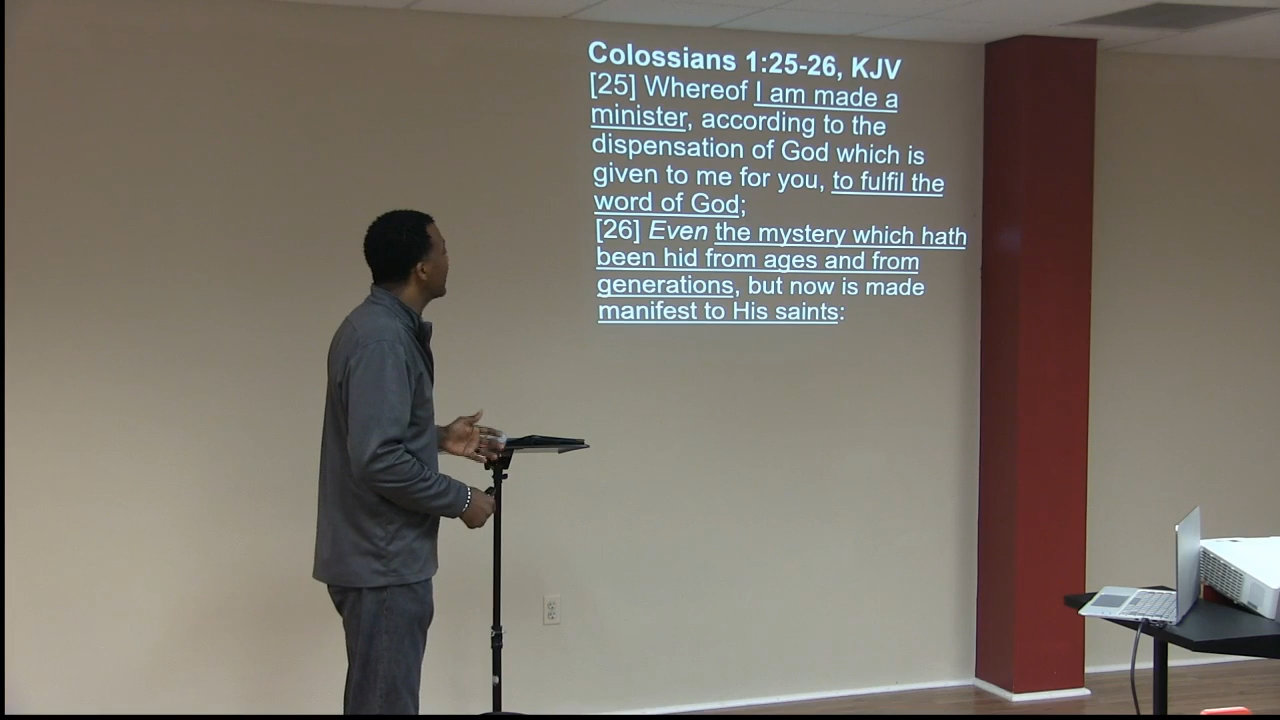 Colossians 1:25-26, KJV
[25] Whereof I am made a
minister, according to the
dispensation of God which is
given to me for you, to fulfil the
word of God;
[26] Even the mystery which hath
been hid from ages and from
generations, but now is made
manifest to His saints: